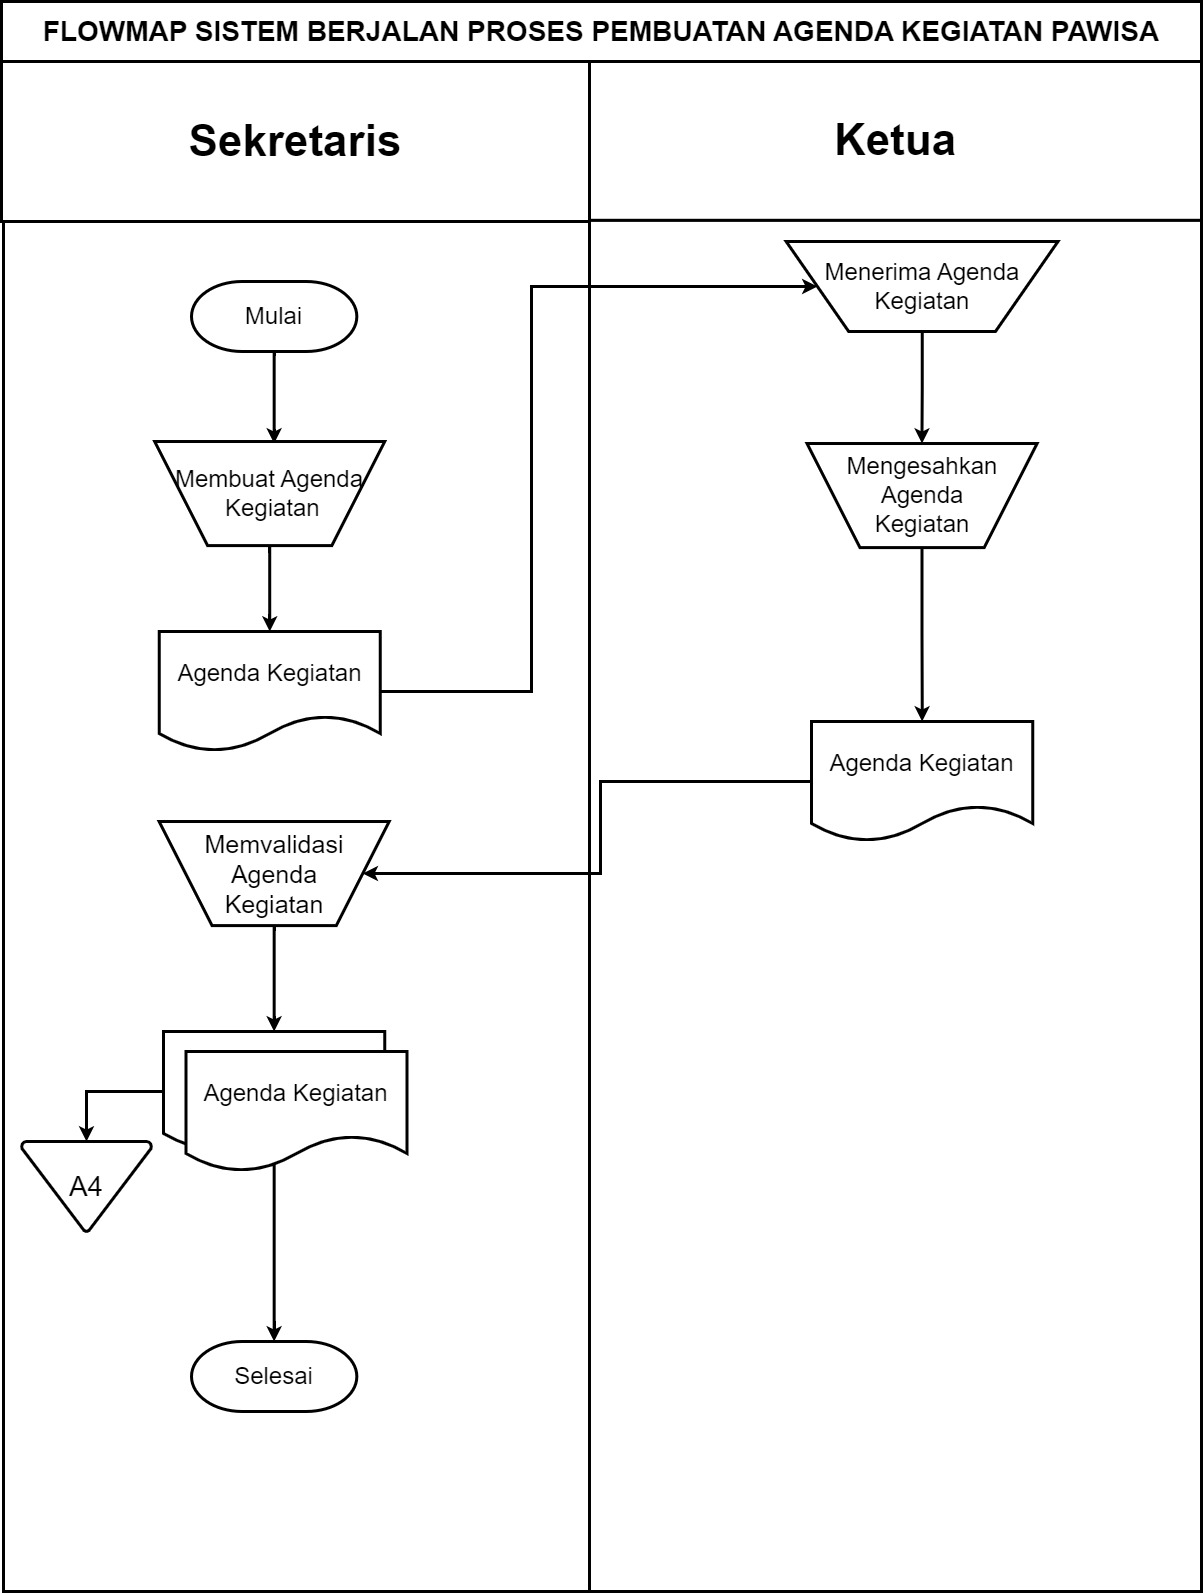 FLOWMAP SISTEM BERJALAN PROSES PEMBUATAN AGENDA KEGIATAN PAWISA
Sekretaris
Ketua
Mulai
Membuat Agenda
Kegiatan
Agenda Kegiatan
Menerima Agenda
Kegiatan
Mengesahkan
Agenda
Kegiatan
Agenda Kegiatan
Memvalidasi
Agenda
Kegiatan
Agenda Kegiatan
A4
Selesai